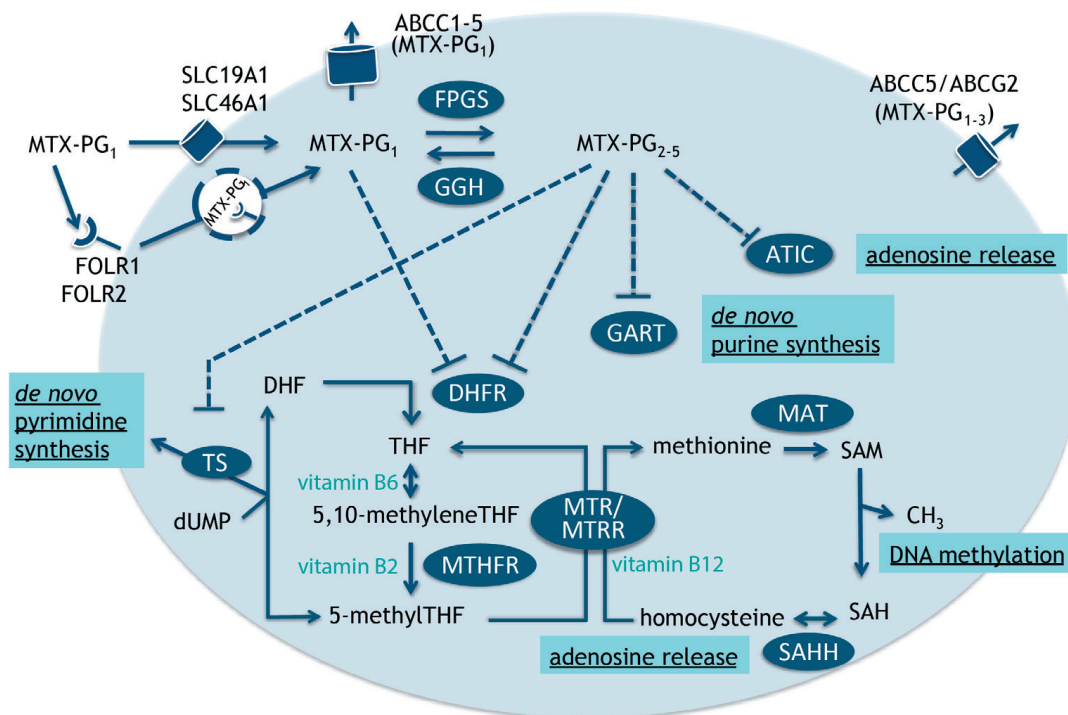 ABCC1-5
(MTX-PG1)
SLC19A1
SLC46A1
ABCC5/ABCG2
(MTX-PG1-3)
FPGS
MTX-PG1
MTX-PG1
MTX-PG2-5
GGH
MTX-PG1
FOLR1
FOLR2
ATIC
adenosine release
GART
de novo
purine synthesis
DHF
DHFR
de novo
pyrimidine
synthesis
MAT
THF
methionine
SAM
TS
vitamin B6
dUMP
5,10-methyleneTHF
MTR/
MTRR
CH3
DNA methylation
vitamin B2
MTHFR
vitamin B12
5-methylTHF
homocysteine
SAH
adenosine release
SAHH